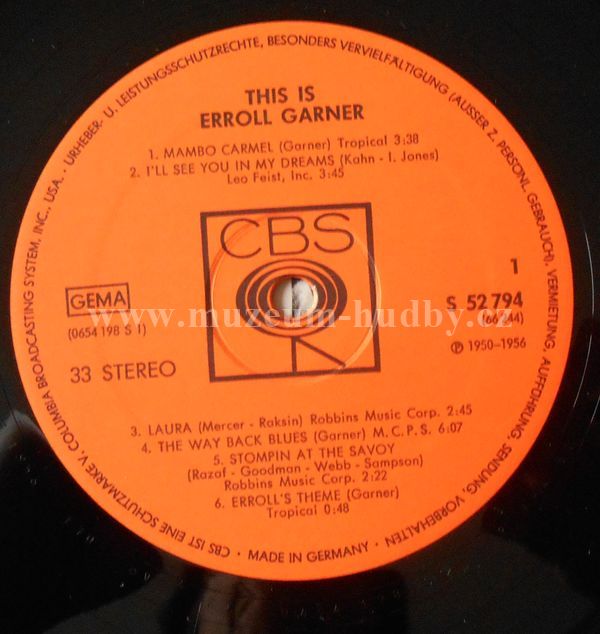 CBS IST EINE SCHUTZMARKE V. COLUMBIA BROADCASTING SYSTEM, INC., USA. • URHEBER- U. LEISTUNGSSCHUTZRECHTE, BESONDERS VERVIELFÄLTIGUNG (AUSSER Z. PERSÖNL. GEBRAUCH), VERMIETUNG, AUFFÜHRUNG, SENDUNG, VORBEHALTEN •
THIS IS
ERROLL GARNER
1. MAMBO CARMEL (Garner) Tropical 3:38
2. I'LL SEE YOU IN MY DREAMS (Kahn - I. Jones)
Leo Feist, Inc. 3:45
CBS
1
GEMA
S 52 794
(0654 198 S 1)
(66 244)
www.muzeum-hudby.cz
33 STEREO
℗ 1950-1956
3. LAURA (Mercer - Raksin) Robbins Music Corp. 2:45
4. THE WAY BACK BLUES (Garner) M.C.P.S. 6:07
5. STOMPIN AT THE SAVOY
(Razaf - Goodman - Webb - Sampson)
Robbins Music Corp. 2:22
6. ERROLL'S THEME (Garner)
Tropical 0:48
MADE IN GERMANY •